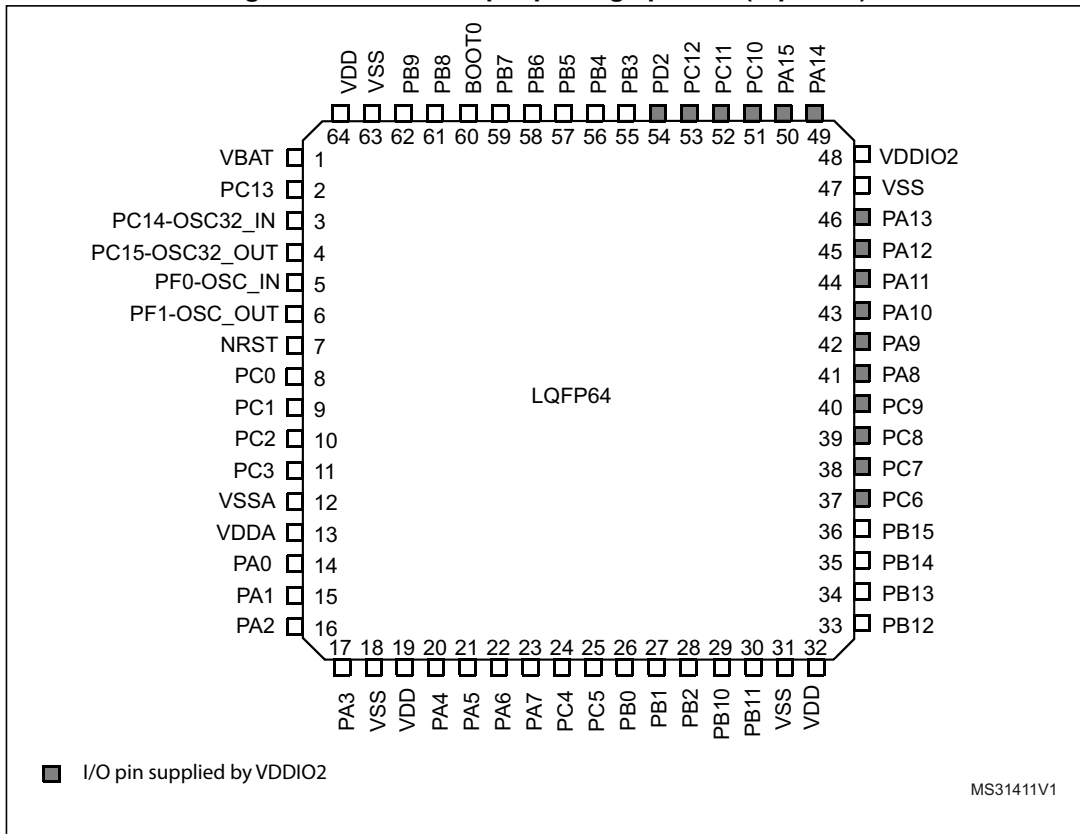 VDD
VSS
PB9
PB8
BOOT0
PB7
PB6
PB5
PB4
PB3
PD2
PC12
PC11
PC10
PA15
PA14
64 63 62 61 60 59 58 57 56 55 54 53 52 51 50 49
VBAT 1
PC13 2
PC14-OSC32_IN 3
PC15-OSC32_OUT 4
PF0-OSC_IN 5
PF1-OSC_OUT 6
NRST 7
PC0 8
PC1 9
PC2 10
PC3 11
VSSA 12
VDDA 13
PA0 14
PA1 15
PA2 16
LQFP64
48 VDDIO2
47 VSS
46 PA13
45 PA12
44 PA11
43 PA10
42 PA9
41 PA8
40 PC9
39 PC8
38 PC7
37 PC6
36 PB15
35 PB14
34 PB13
33 PB12
17 18 19 20 21 22 23 24 25 26 27 28 29 30 31 32
PA3
VSS
VDD
PA4
PA5
PA6
PA7
PC4
PC5
PB0
PB1
PB2
PB10
PB11
VSS
VDD
I/O pin supplied by VDDIO2
MS31411V1